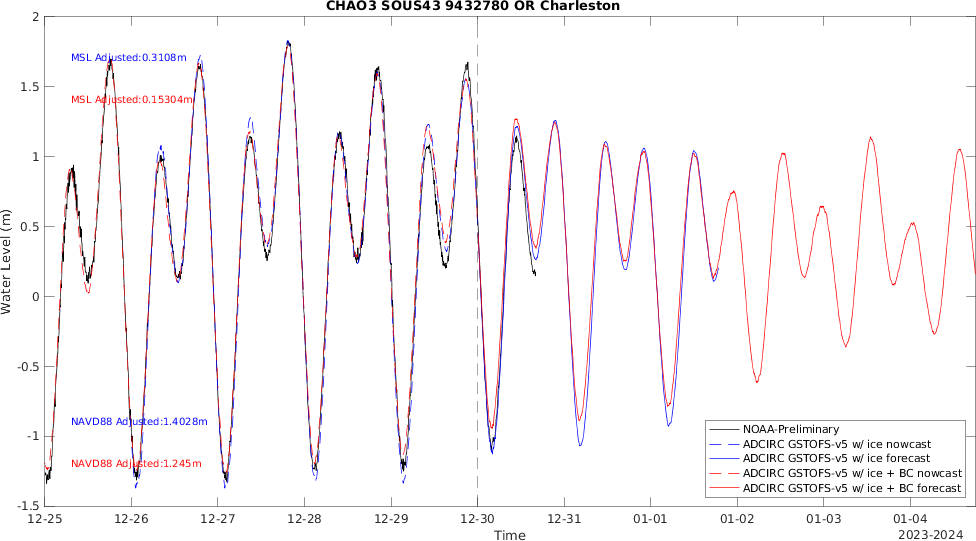 CHAO3 SOUS43 9432780 OR Charleston
2
1.5
1
0.5
0
-0.5
-1
-1.5
Water Level (m)
MSL Adjusted:0.3108m
MSL Adjusted:0.15304m
NAVD88 Adjusted:1.4028m
NAVD88 Adjusted:1.245m
NOAA-Preliminary
ADCIRC GSTOFS-v5 w/ ice nowcast
ADCIRC GSTOFS-v5 w/ ice forecast
ADCIRC GSTOFS-v5 w/ ice + BC nowcast
ADCIRC GSTOFS-v5 w/ ice + BC forecast
12-25 12-26 12-27 12-28 12-29 12-30 12-31 01-01 01-02 01-03 01-04
Time
2023-2024